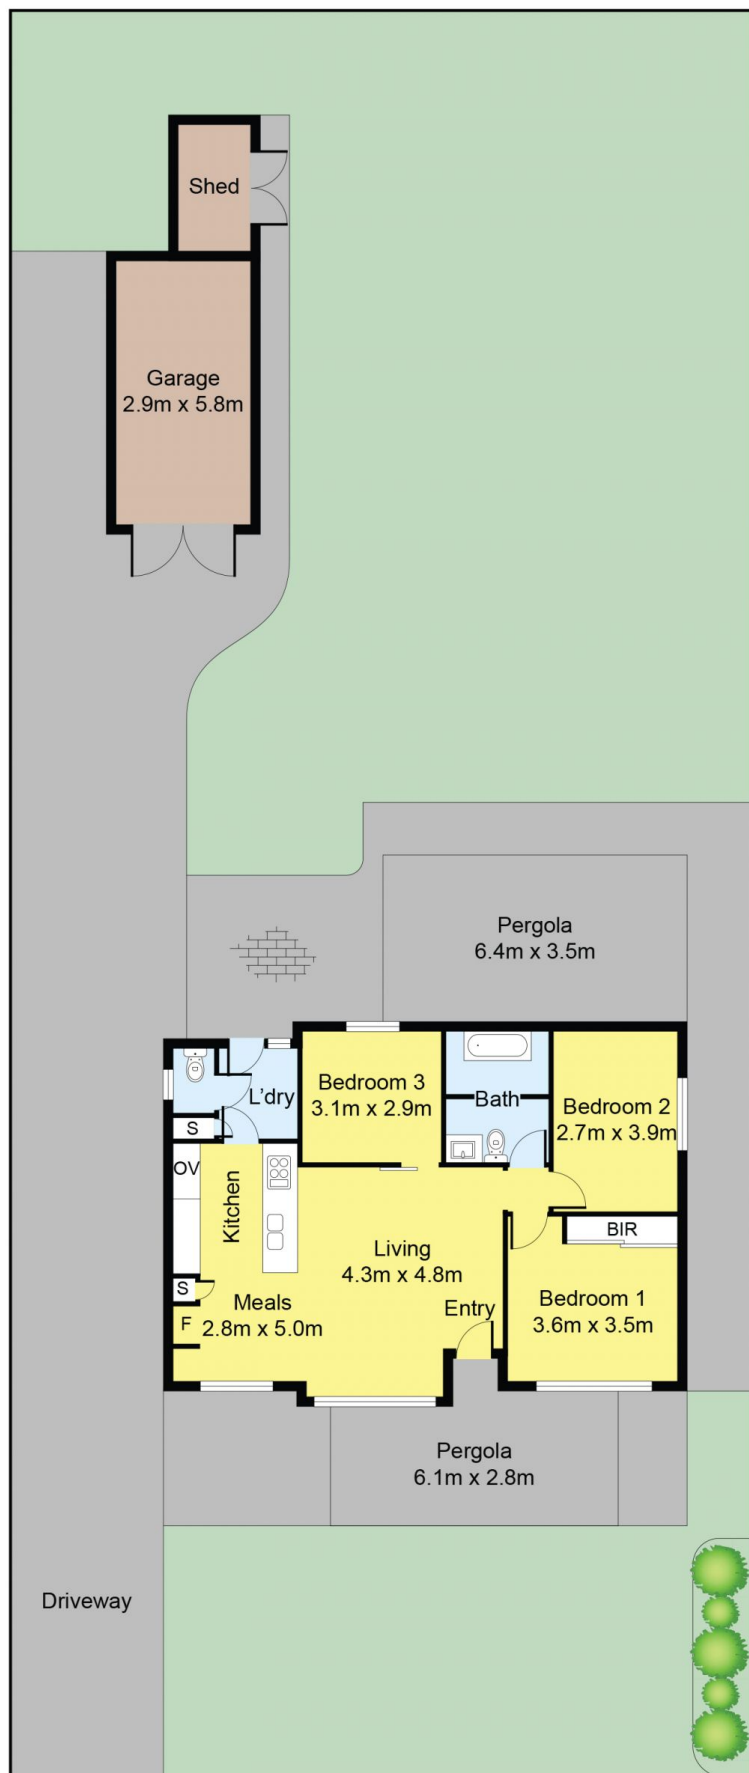 Shed
Garage
2.9m x 5.8m
Pergola
6.4m x 3.5m
Bedroom 3
3.1m x 2.9m
L'dry
Bath
Bedroom 2
2.7m x 3.9m
S
OV
Kitchen
BIR
Living
4.3m x 4.8m
S
Meals
2.8m x 5.0m
Entry
Bedroom 1
3.6m x 3.5m
F
Pergola
6.1m x 2.8m
Driveway